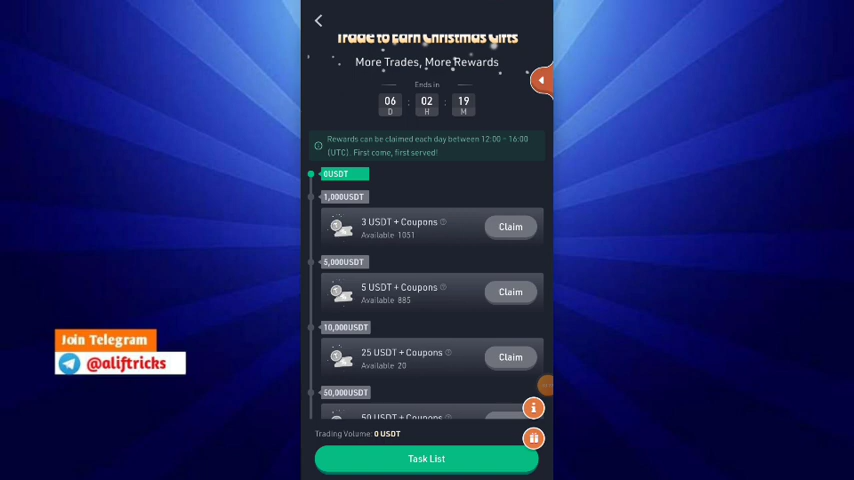 Trade to Earn Christmas Gifts
More Trades, More Rewards
Ends in
06 : 02 : 19
D H M
Rewards can be claimed each day between 12:00 - 16:00
(UTC). First come, first served!
0USDT
1,000USDT
3 USDT + Coupons
Available 1051
Claim
5,000USDT
5 USDT + Coupons
Available 885
Claim
10,000USDT
25 USDT + Coupons
Available 20
Claim
50,000USDT
50 USDT + Coupons
Trading Volume: 0 USDT
Task List
Join Telegram
@aliftricks